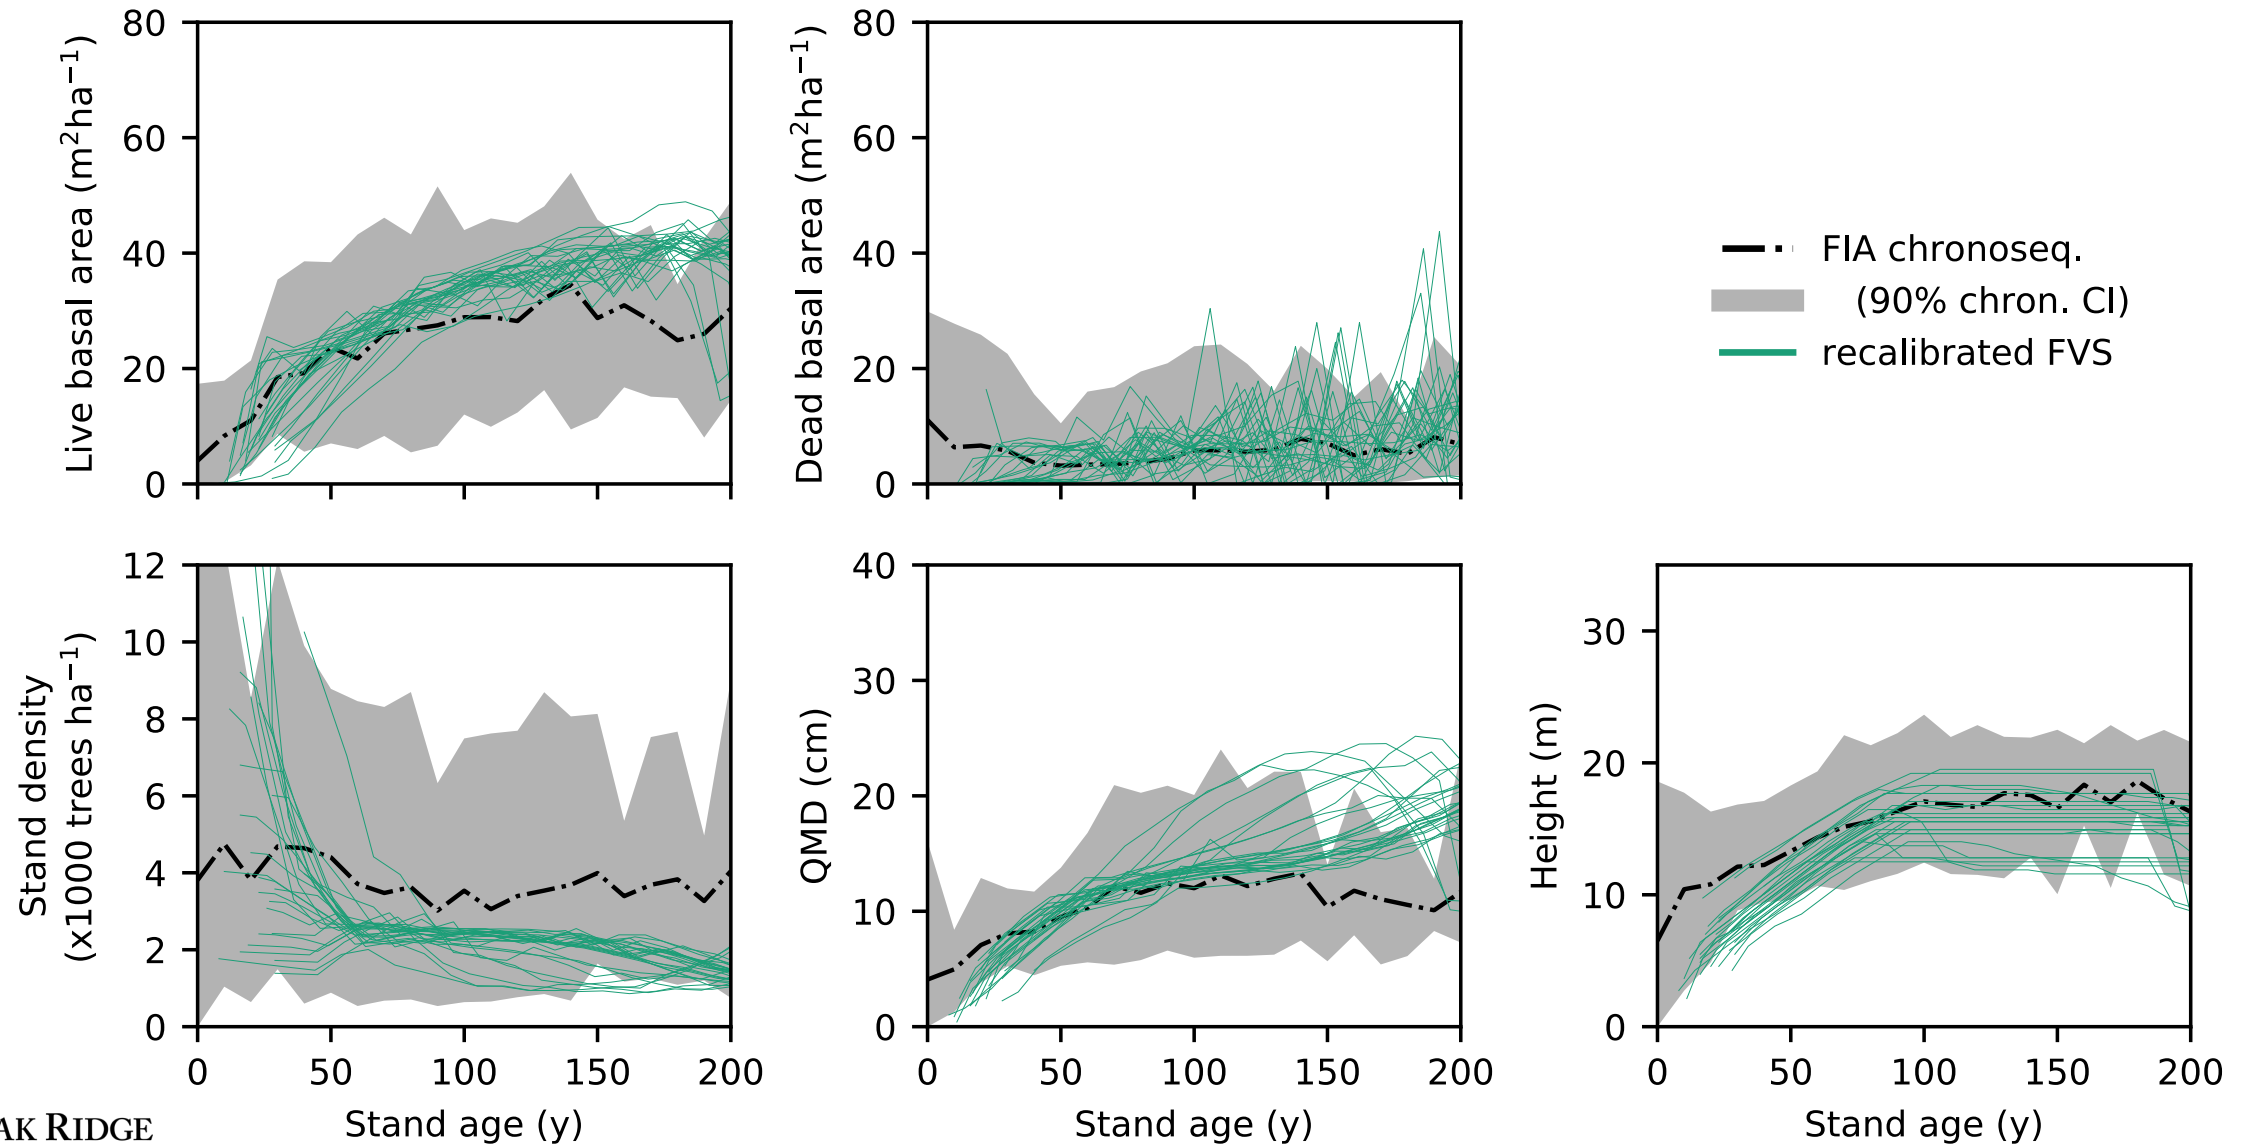 80
60
40
20
0
Live basal area (m²ha⁻¹)
80
60
40
20
0
Dead basal area (m²ha⁻¹)
FIA chronoseq.
(90% chron. CI)
recalibrated FVS
12
10
8
6
4
2
0
Stand density
(x1000 trees ha⁻¹)
0 50 100 150 200
Stand age (y)
40
30
20
10
0
QMD (cm)
0 50 100 150 200
Stand age (y)
30
20
10
0
Height (m)
0 50 100 150 200
Stand age (y)
AK RIDGE